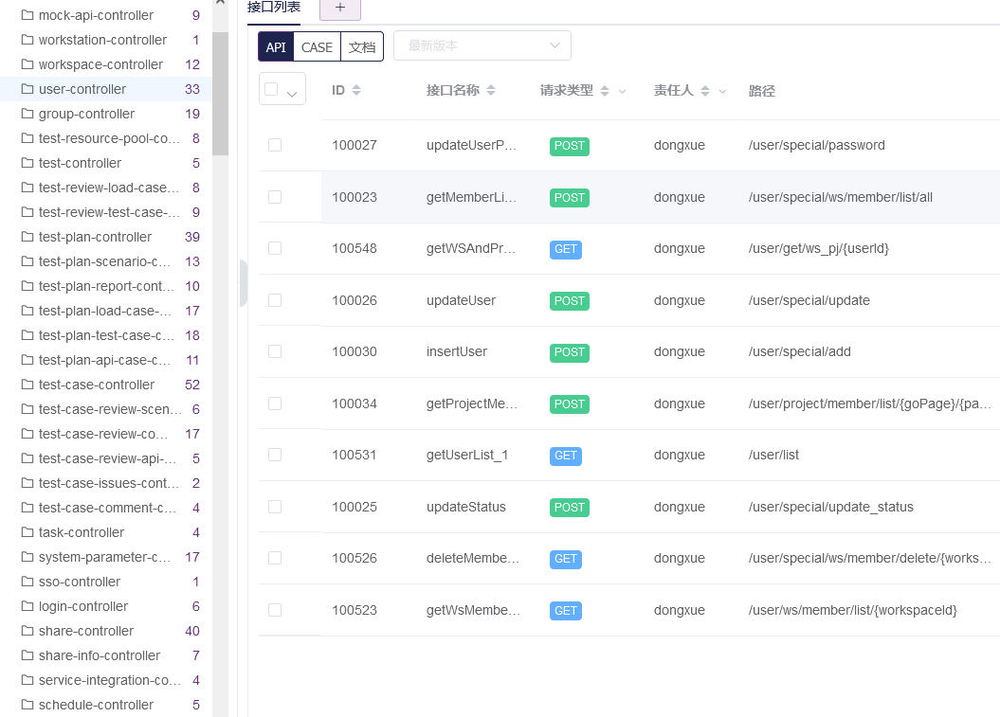 mock-api-controller 9
workstation-controller 1
workspace-controller 12
user-controller 33
group-controller 19
test-resource-pool-co... 8
test-controller 5
test-review-load-case... 8
test-review-test-case-... 9
test-plan-controller 39
test-plan-scenario-c... 13
test-plan-report-cont... 10
test-plan-load-case-... 17
test-plan-test-case-c... 18
test-plan-api-case-c... 11
test-case-controller 52
test-case-review-scen... 6
test-case-review-co... 17
test-case-review-api-... 5
test-case-issues-cont... 2
test-case-comment-c... 4
task-controller 4
system-parameter-c... 17
sso-controller 1
login-controller 6
share-controller 40
share-info-controller 7
service-integration-co... 4
schedule-controller 5
接口列表 +
API CASE 文档 最新版本
ID 接口名称 请求类型 责任人 路径
100027 updateUserP... POST dongxue /user/special/password
100023 getMemberLi... POST dongxue /user/special/ws/member/list/all
100548 getWSAndPr... GET dongxue /user/get/ws_pj/{userId}
100026 updateUser POST dongxue /user/special/update
100030 insertUser POST dongxue /user/special/add
100034 getProjectMe... POST dongxue /user/project/member/list/{goPage}/{pa...
100531 getUserList_1 GET dongxue /user/list
100025 updateStatus POST dongxue /user/special/update_status
100526 deleteMembe... GET dongxue /user/special/ws/member/delete/{works...
100523 getWsMembe... GET dongxue /user/ws/member/list/{workspaceId}